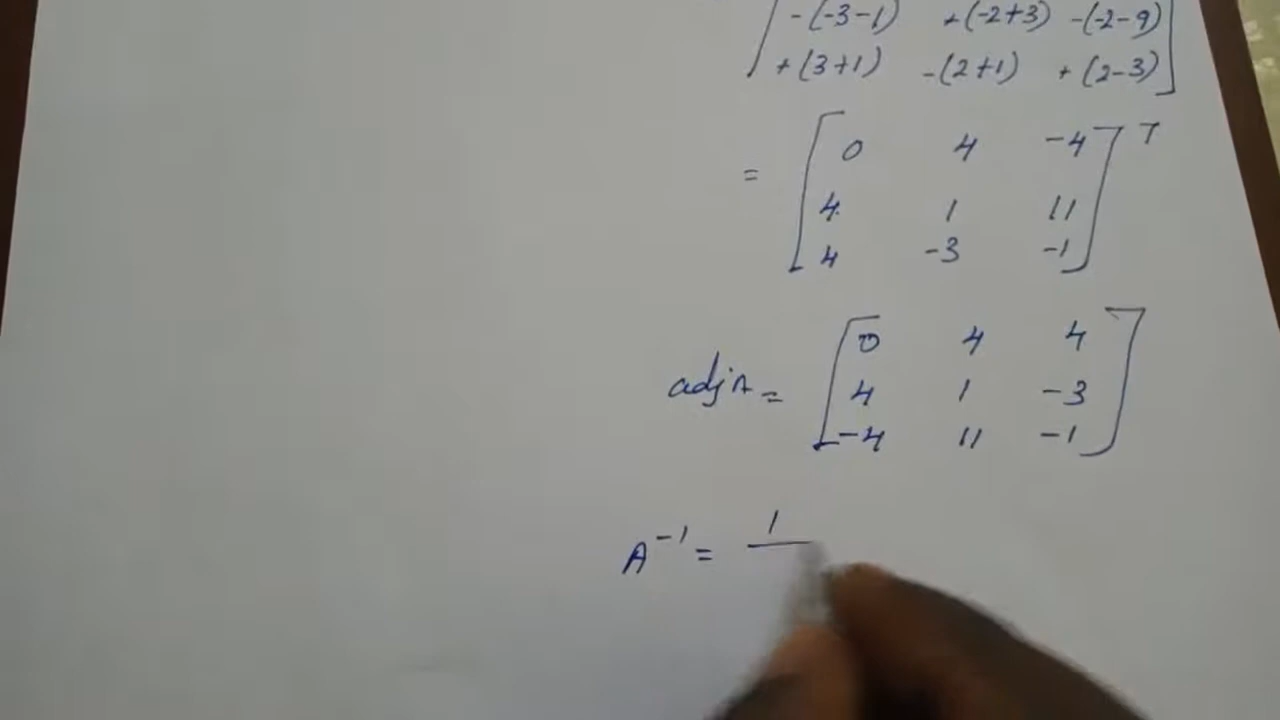 -(-3-1) +(-2+3) -(-2-9)
+(3+1) -(2+1) +(2-3)
= [0 4 -4] T
4 1 11
4 -3 -1
adjA = [0 4 4]
4 1 -3
-4 11 -1
A⁻¹ = 1